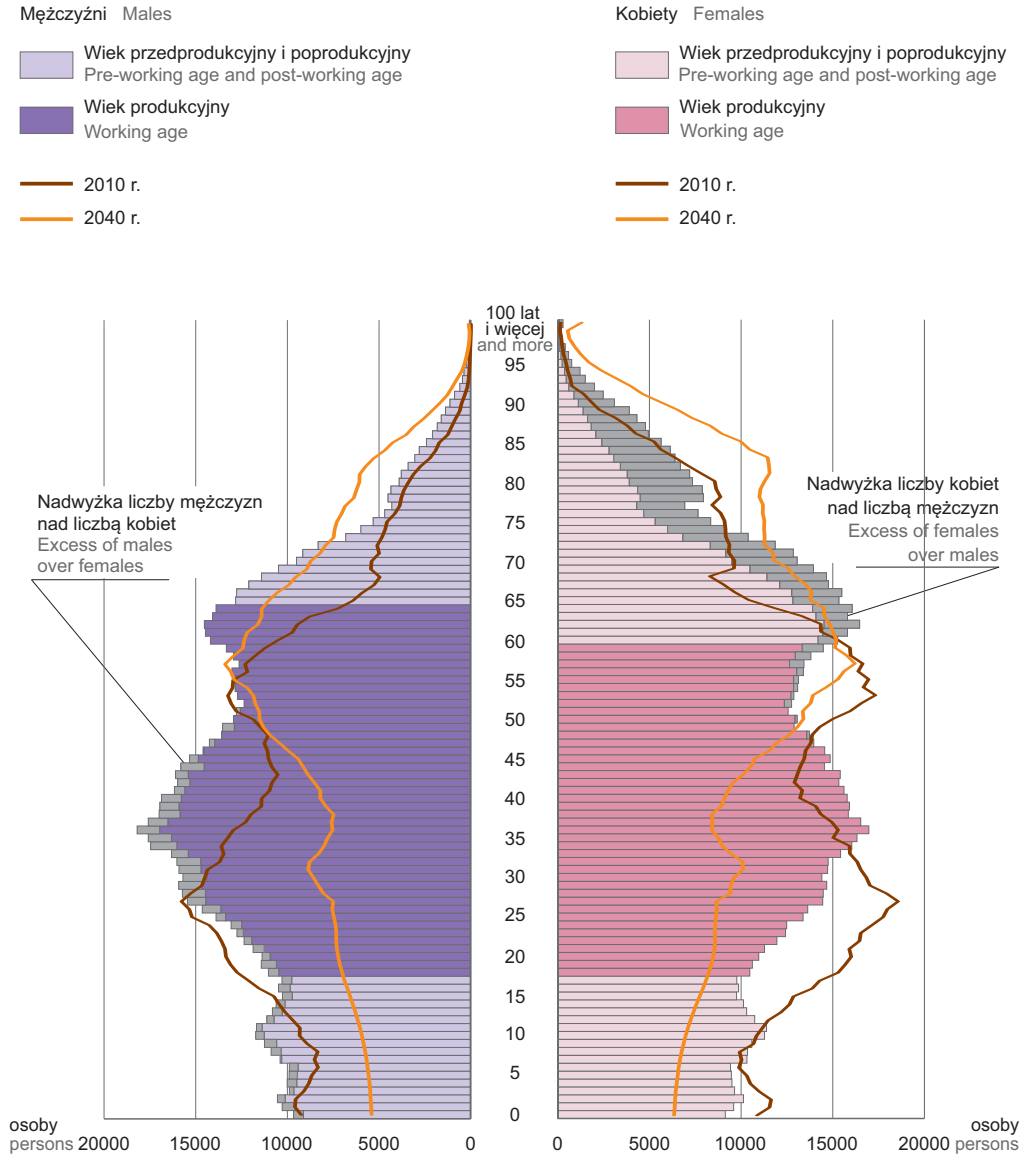 Mężczyźni Males
Wiek przedprodukcyjny i poprodukcyjny
Pre-working age and post-working age
Wiek produkcyjny
Working age
2010 r.
2040 r.
Kobiety Females
Wiek przedprodukcyjny i poprodukcyjny
Pre-working age and post-working age
Wiek produkcyjny
Working age
2010 r.
2040 r.
100 lat
i więcej
and more
95
90
85
80
75
70
65
60
55
50
45
40
35
30
25
20
15
10
5
0
Nadwyżka liczby mężczyzn
nad liczbą kobiet
Excess of males
over females
Nadwyżka liczby kobiet
nad liczbą mężczyzn
Excess of females
over males
osoby
persons
20000 15000 10000 5000 0
0 5000 10000 15000 20000
osoby
persons